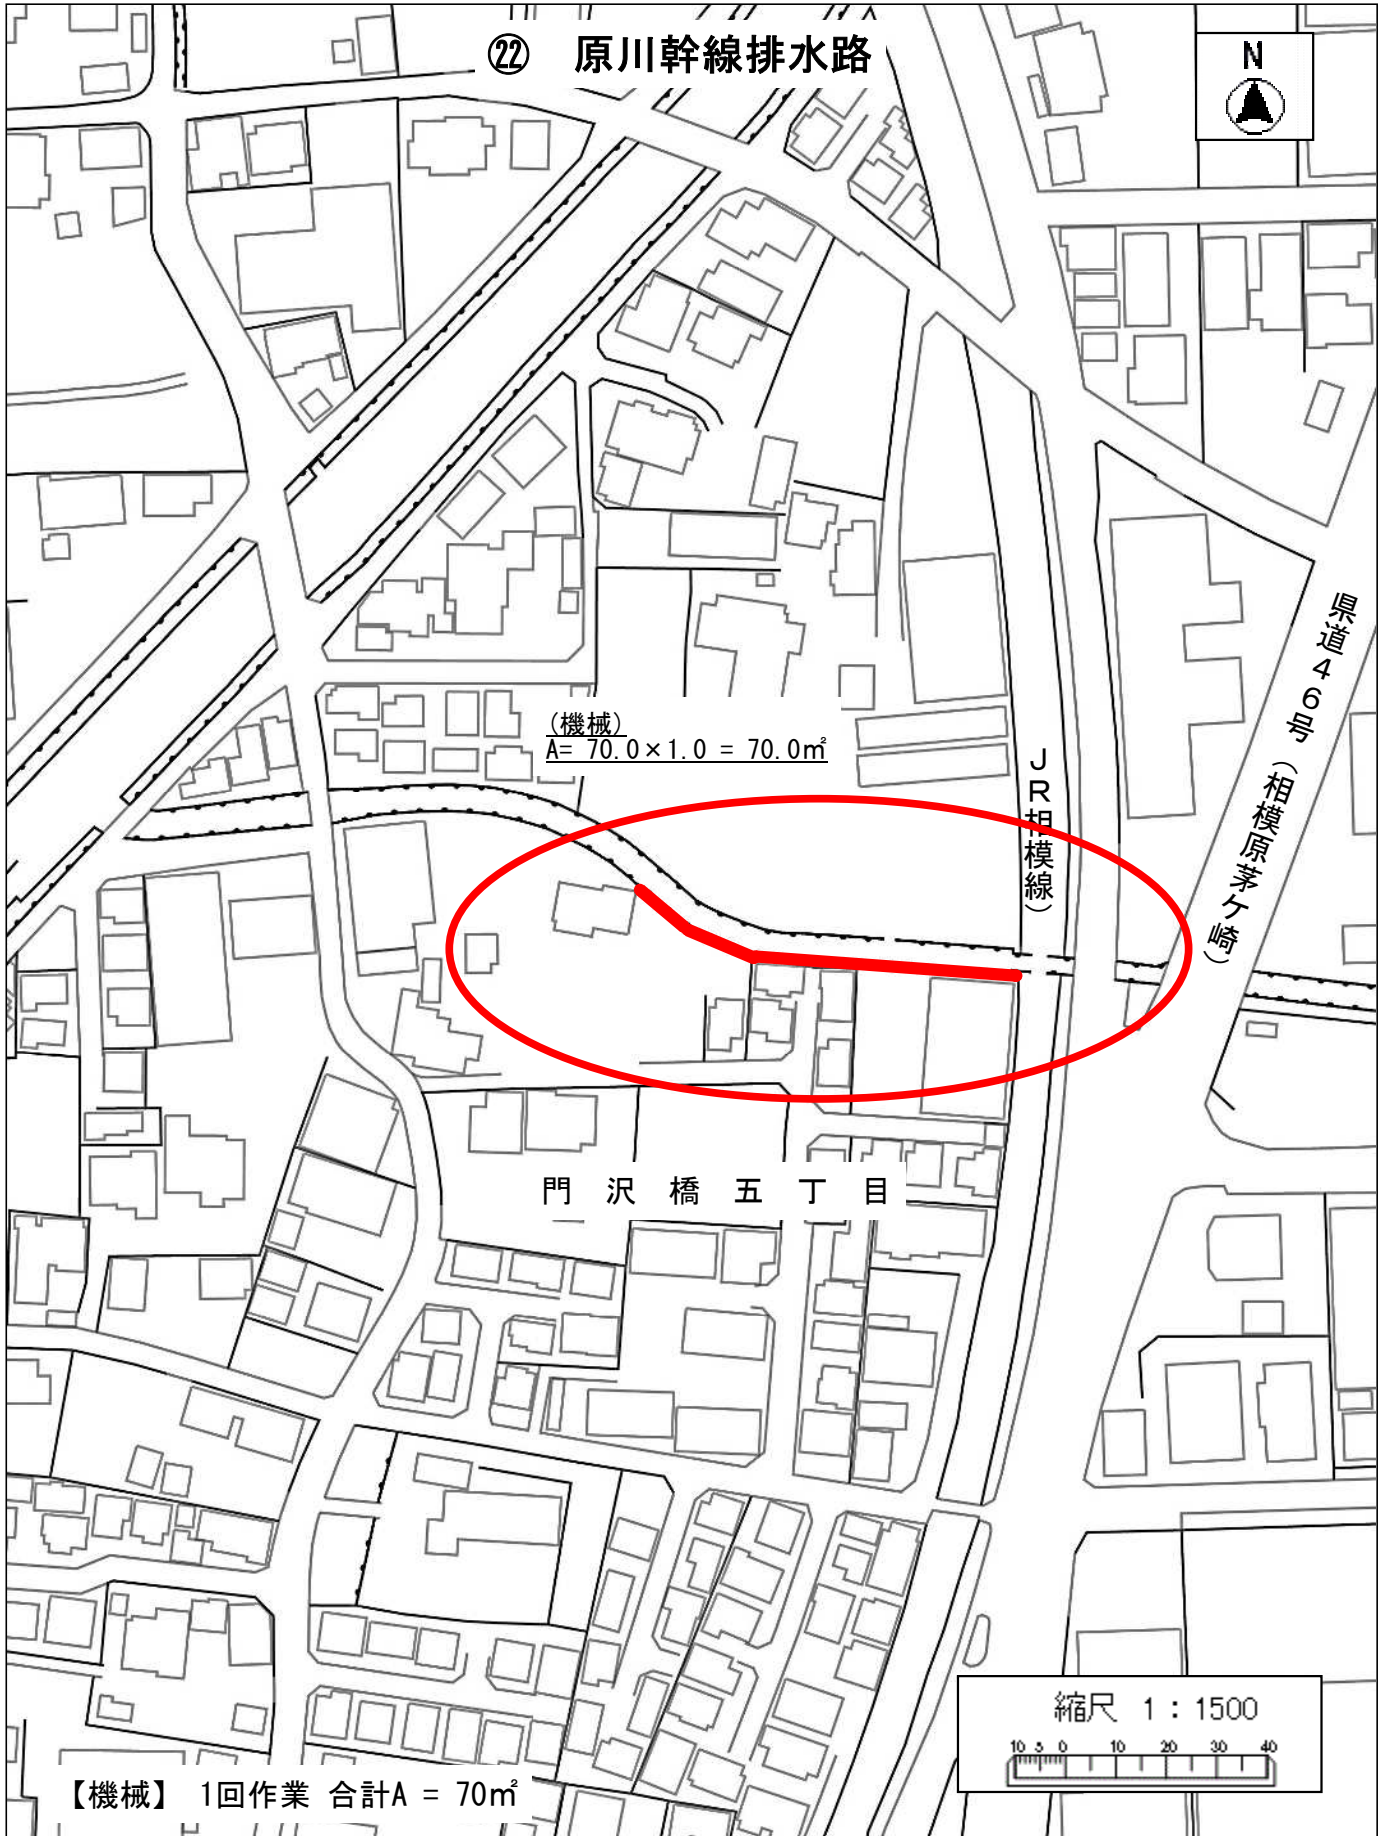 ㉒ 原川幹線排水路
N
県道46号(相模原茅ケ崎)
(機械)
A= 70.0×1.0 = 70.0㎡
JR相模線)
門沢橋五丁目
縮尺 1:1500
10 5 0 10 20 30 40
【機械】 1回作業 合計A = 70㎡